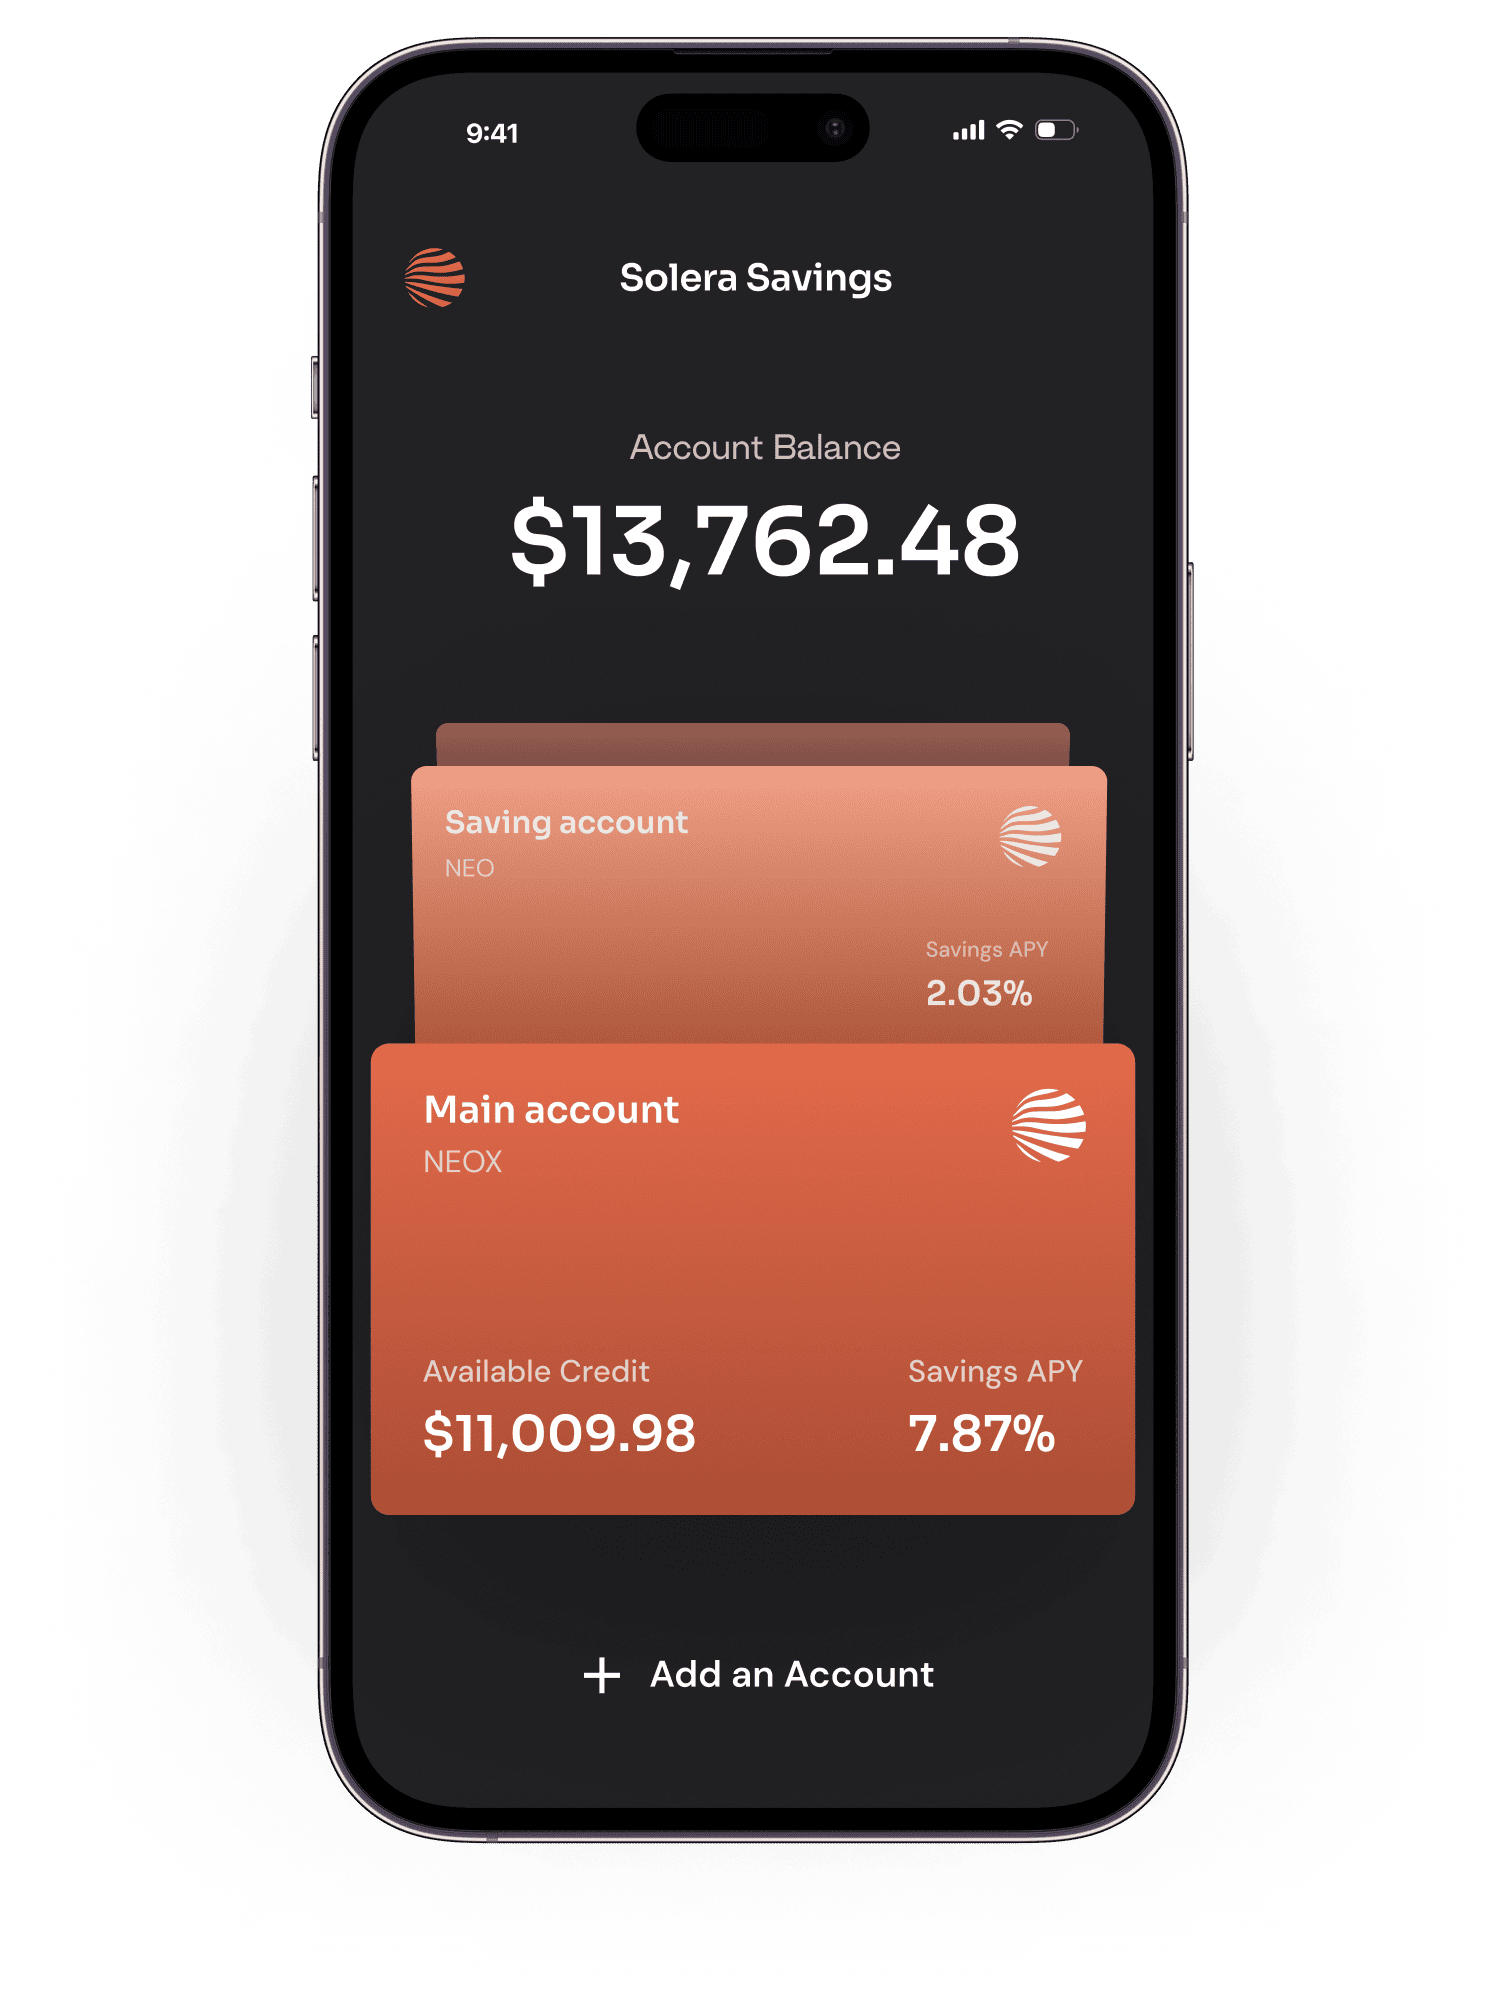 9:41
Solera Savings
Account Balance
$13,762.48
Saving account
NEO
Savings APY
2.03%
Main account
NEOX
Available Credit
$11,009.98
Savings APY
7.87%
+ Add an Account